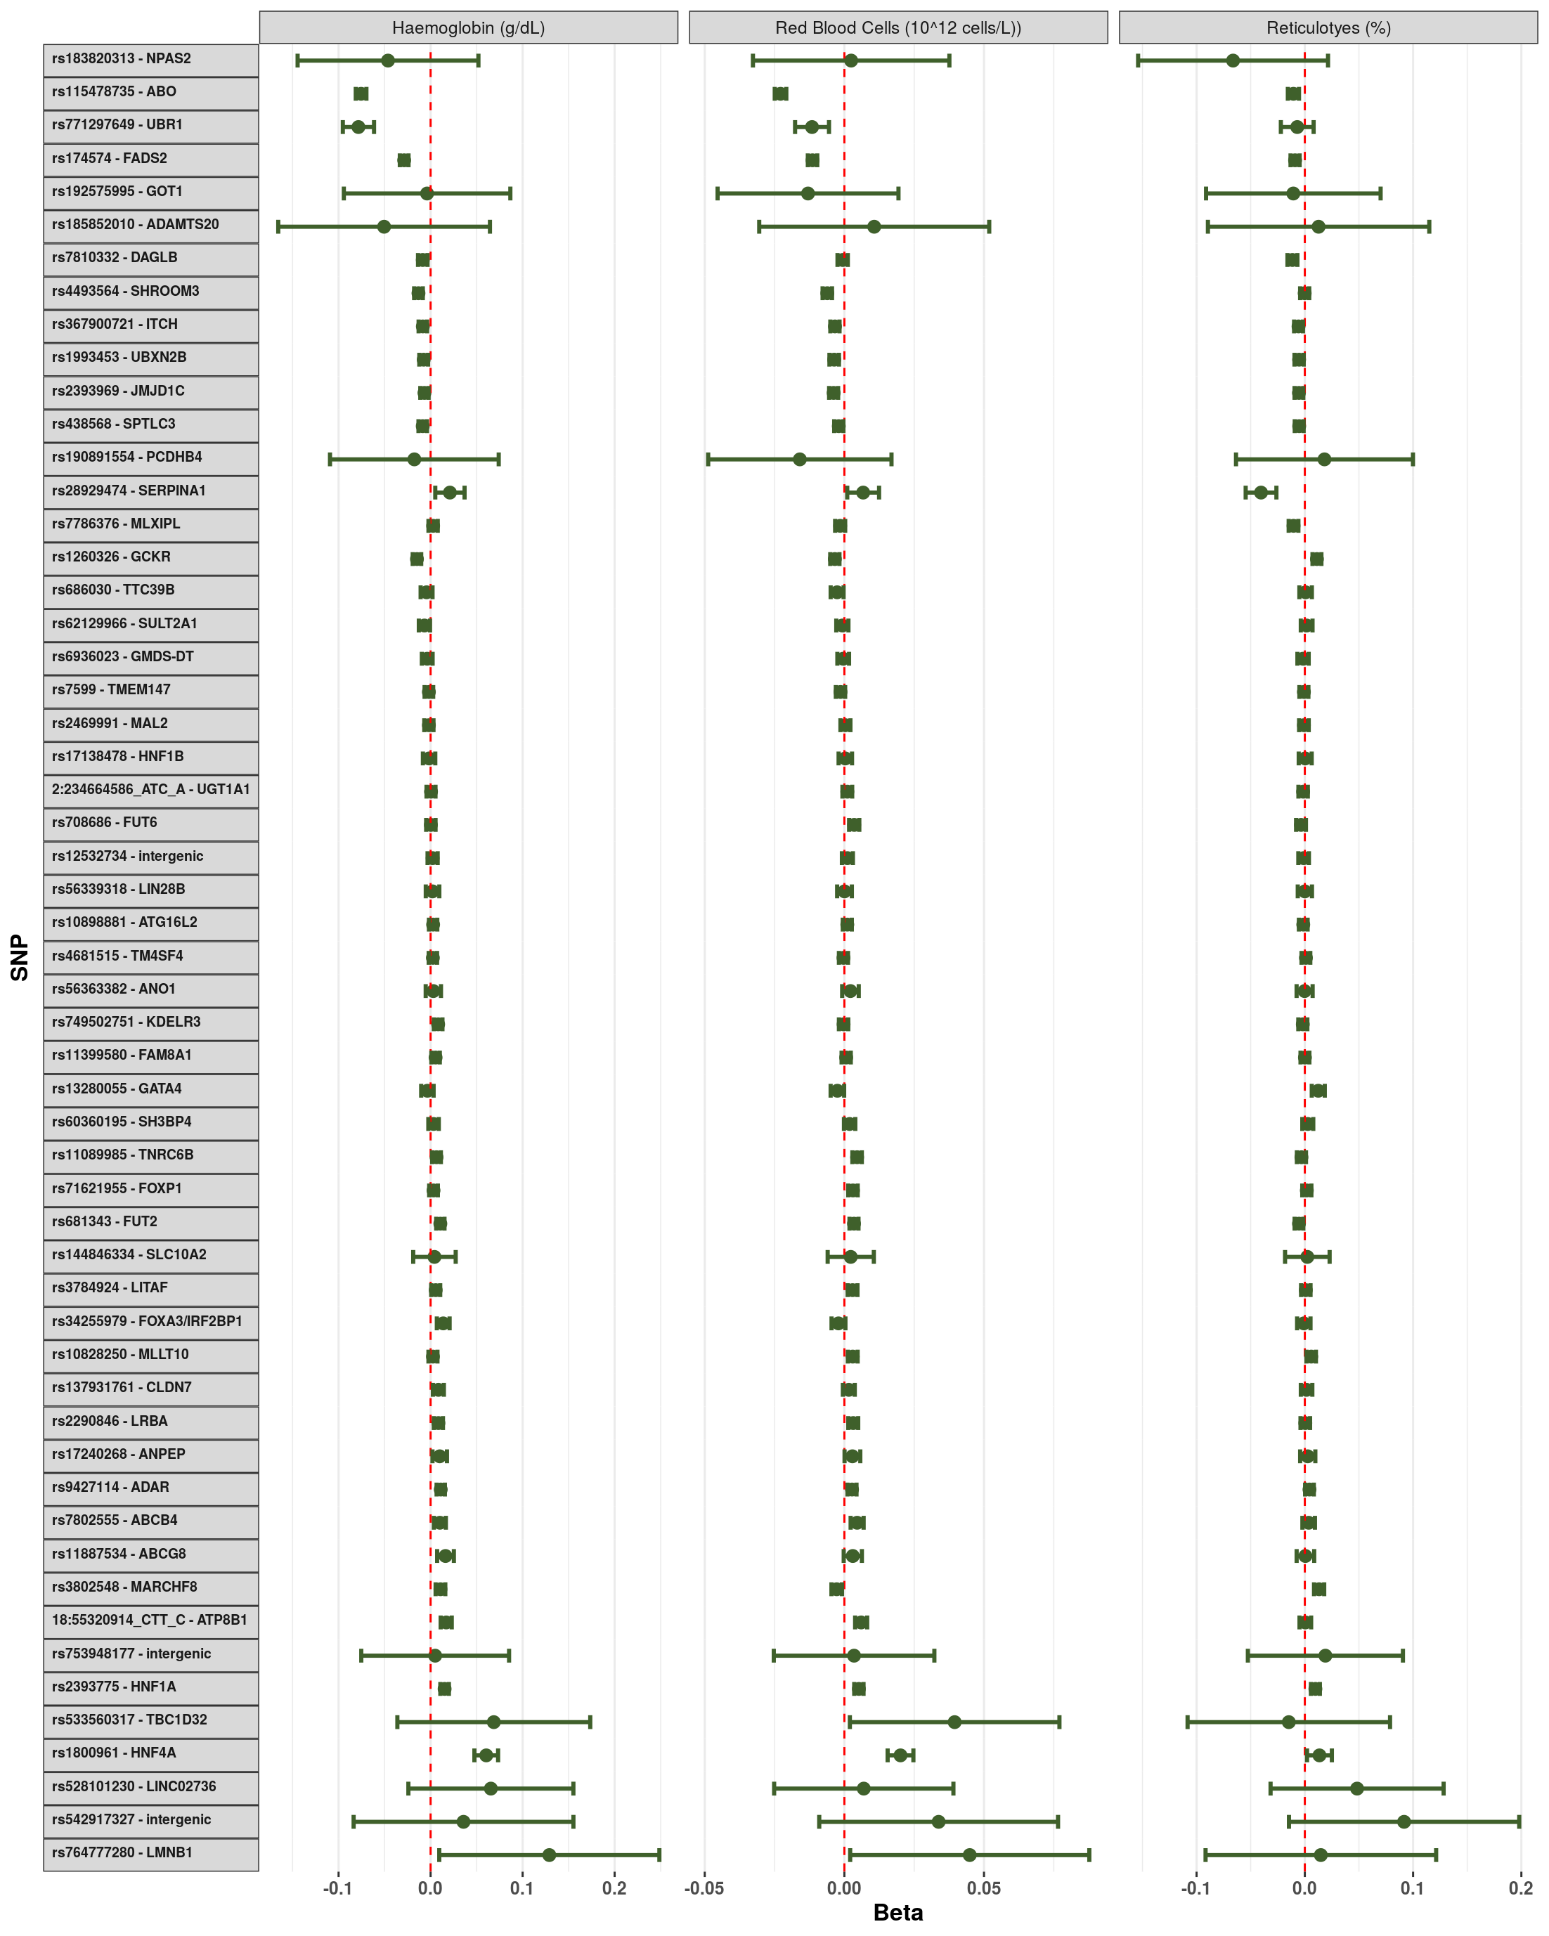 Haemoglobin (g/dL)
Red Blood Cells (10^12 cells/L))
Reticulotyes (%)
SNP
rs183820313 - NPAS2
rs115478735 - ABO
rs771297649 - UBR1
rs174574 - FADS2
rs192575995 - GOT1
rs185852010 - ADAMTS20
rs7810332 - DAGLB
rs4493564 - SHROOM3
rs367900721 - ITCH
rs1993453 - UBXN2B
rs2393969 - JMJD1C
rs438568 - SPTLC3
rs190891554 - PCDHB4
rs28929474 - SERPINA1
rs7786376 - MLXIPL
rs1260326 - GCKR
rs686030 - TTC39B
rs62129966 - SULT2A1
rs6936023 - GMDS-DT
rs7599 - TMEM147
rs2469991 - MAL2
rs17138478 - HNF1B
2:234664586_ATC_A - UGT1A1
rs708686 - FUT6
rs12532734 - intergenic
rs56339318 - LIN28B
rs10898881 - ATG16L2
rs4681515 - TM4SF4
rs56363382 - ANO1
rs749502751 - KDELR3
rs11399580 - FAM8A1
rs13280055 - GATA4
rs60360195 - SH3BP4
rs11089985 - TNRC6B
rs71621955 - FOXP1
rs681343 - FUT2
rs144846334 - SLC10A2
rs3784924 - LITAF
rs34255979 - FOXA3/IRF2BP1
rs10828250 - MLLT10
rs137931761 - CLDN7
rs2290846 - LRBA
rs17240268 - ANPEP
rs9427114 - ADAR
rs7802555 - ABCB4
rs11887534 - ABCG8
rs3802548 - MARCHF8
18:55320914_CTT_C - ATP8B1
rs753948177 - intergenic
rs2393775 - HNF1A
rs533560317 - TBC1D32
rs1800961 - HNF4A
rs528101230 - LINC02736
rs542917327 - intergenic
rs764777280 - LMNB1
-0.1 0.0 0.1 0.2
-0.05 0.00 0.05
-0.1 0.0 0.1 0.2
Beta